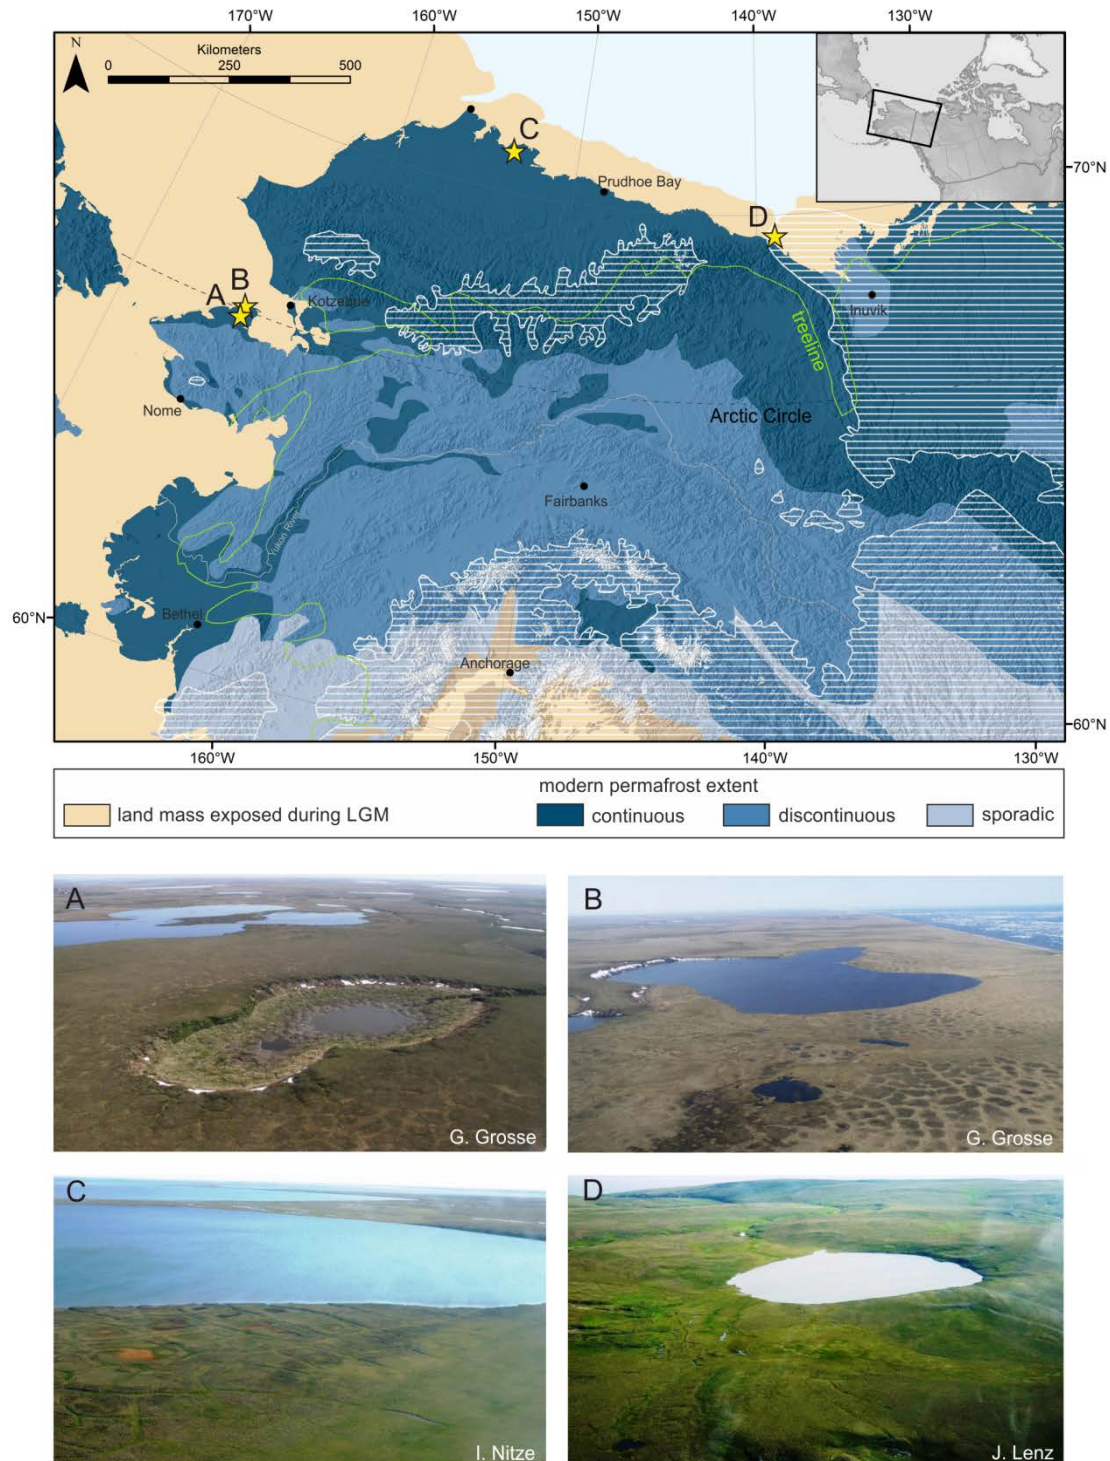 170°W 160°W 150°W 140°W 130°W
N
Kilometers
0 250 500
C
70°N
Prudhoe Bay
D
B
A
Kotzebue
Inuvik
treeline
Nome
Arctic Circle
Fairbanks
Yukon River
60°N
Bethel
Anchorage
60°N
160°W 150°W 140°W 130°W
modern permafrost extent
land mass exposed during LGM continuous discontinuous sporadic
A
G. Grosse
B
G. Grosse
C
I. Nitze
D
J. Lenz